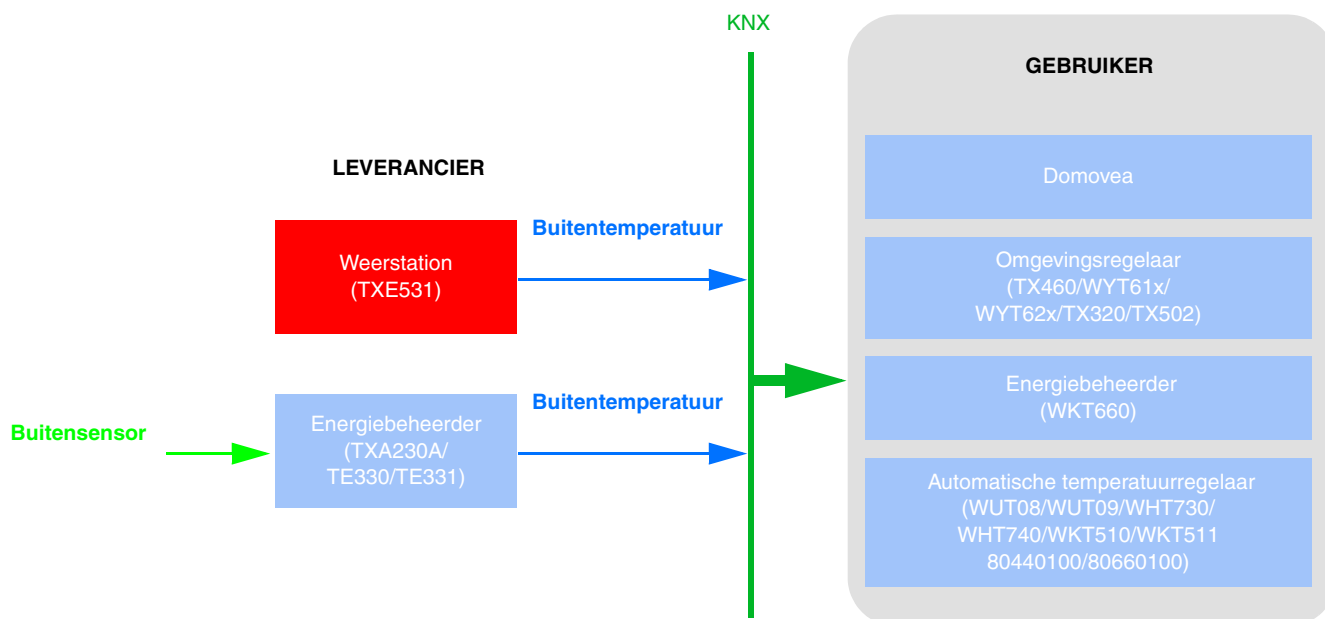 KNX
GEBRUIKER
LEVERANCIER
Domovea
Buitentemperatuur
Weerstation
(TXE531)
Omgevingsregelaar
(TX460/WYT61x/
WYT62x/TX320/TX502)
Energiebeheerder
(WKT660)
Buitentemperatuur
Buitensensor
Energiebeheerder
(TXA230A/
TE330/TE331)
Automatische temperatuurregelaar
(WUT08/WUT09/WHT730/
WHT740/WKT510/WKT511
80440100/80660100)